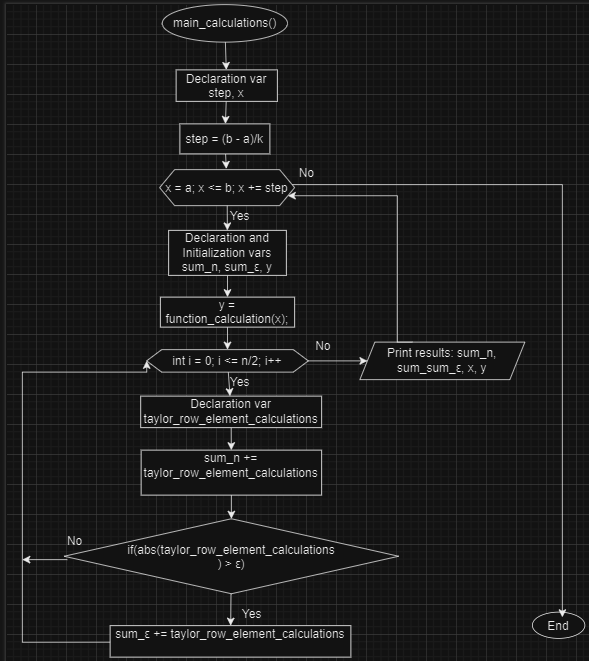 main_calculations()
Declaration var
step, x
step = (b - a)/k
No
x = a; x <= b; x += step
Yes
Declaration and
Initialization vars
sum_n, sum_ε, y
y =
function_calculation(x);
No
int i = 0; i <= n/2; i++
Print results: sum_n,
sum_sum_ε, x, y
Yes
Declaration var
taylor_row_element_calculations
sum_n +=
taylor_row_element_calculations
No
if(abs(taylor_row_element_calculations
) > ε)
Yes
sum_ε += taylor_row_element_calculations
End